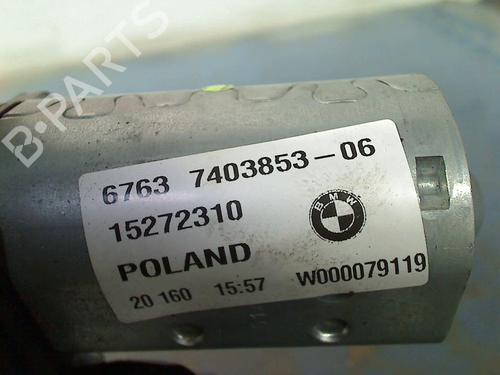 B-PARTS
6763 7403853-06
15272310
BMW
POLAND
20 160 15:57 W000079119